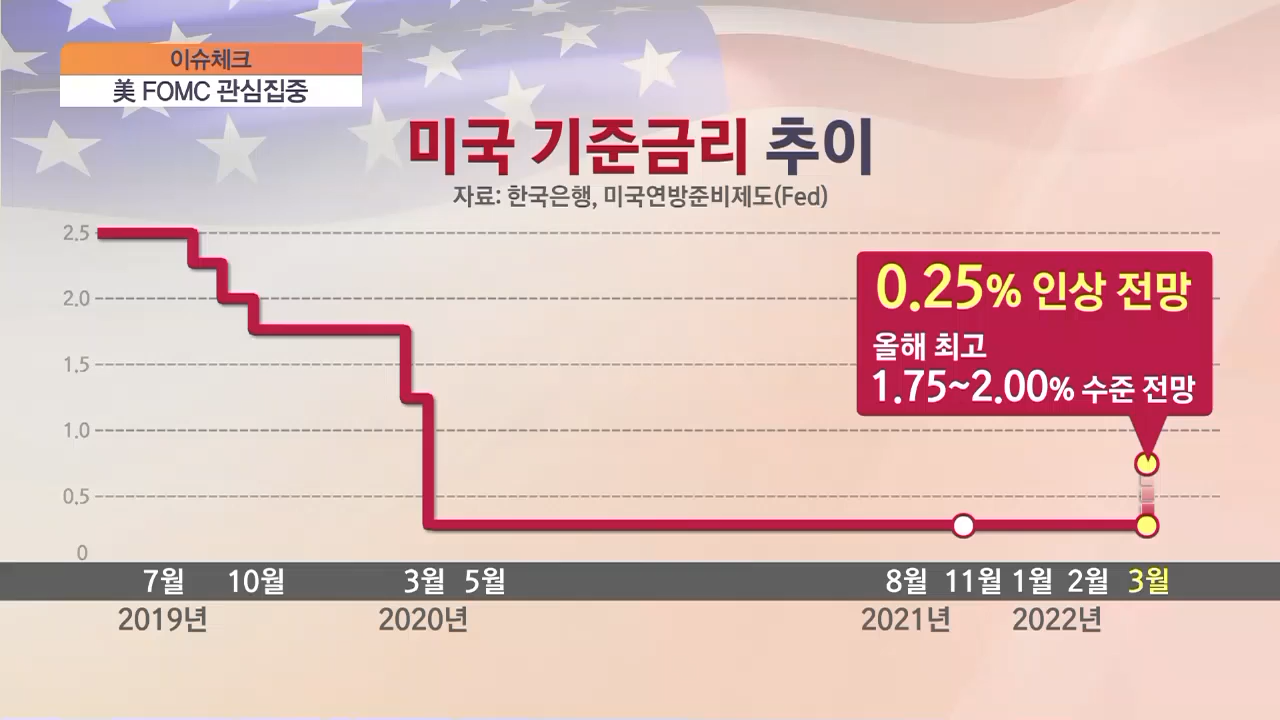 이슈체크
美 FOMC 관심집중
미국 기준금리 추이
자료: 한국은행, 미국연방준비제도(Fed)
2.5
2.0
1.5
1.0
0.5
0
0.25% 인상 전망
올해 최고
1.75~2.00% 수준 전망
7월 10월 3월 5월 8월 11월 1월 2월 3월
2019년 2020년 2021년 2022년